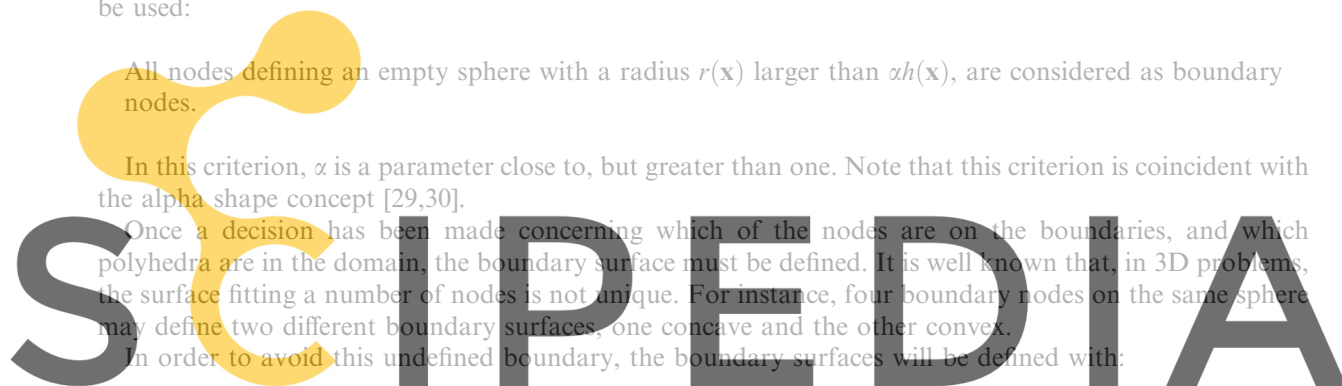 be used:
All nodes defining an empty sphere with a radius r(x) larger than αh(x), are considered as boundary
nodes.
In this criterion, α is a parameter close to, but greater than one. Note that this criterion is coincident with
the alpha shape concept [29,30].
Once a decision has been made concerning which of the nodes are on the boundaries, and which
polyhedra are in the domain, the boundary surface must be defined. It is well known that, in 3D problems,
the surface fitting a number of nodes is not unique. For instance, four boundary nodes on the same sphere
may define two different boundary surfaces, one concave and the other convex.
In order to avoid this undefined boundary, the boundary surfaces will be defined with:
SCIPEDIA